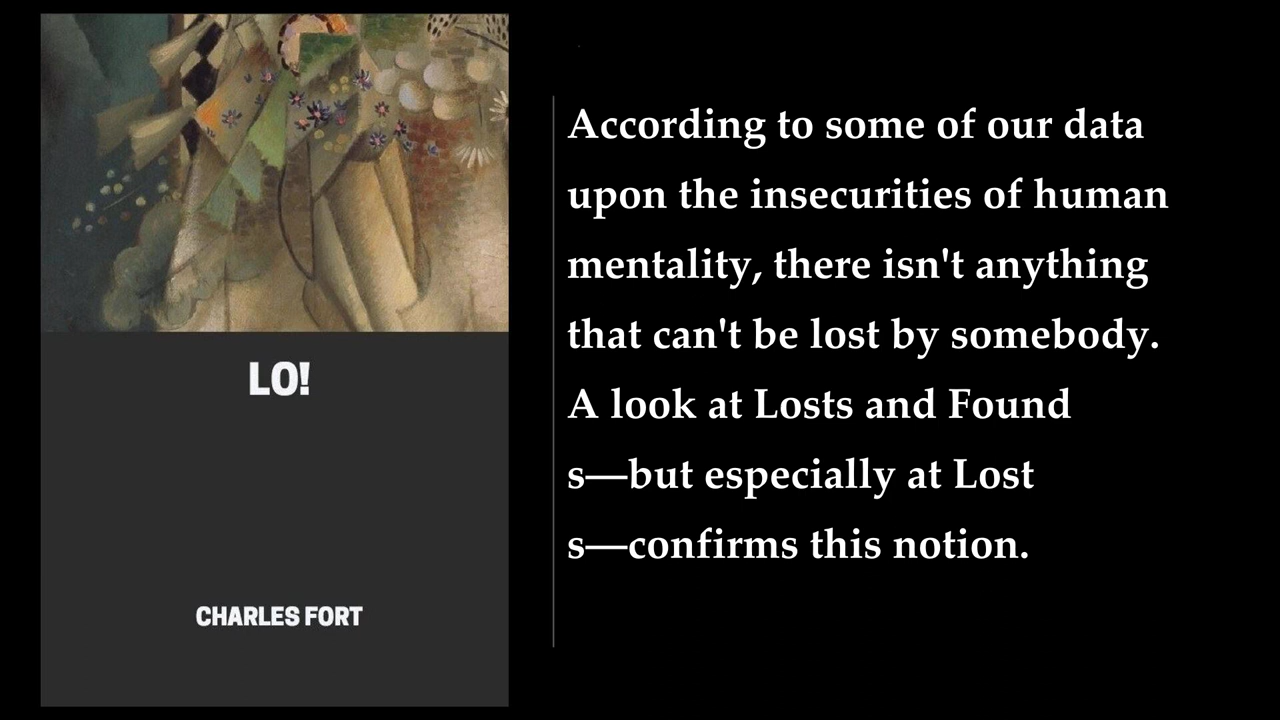 LO!
CHARLES FORT
According to some of our data
upon the insecurities of human
mentality, there isn't anything
that can't be lost by somebody.
A look at Losts and Found
s—but especially at Lost
s—confirms this notion.